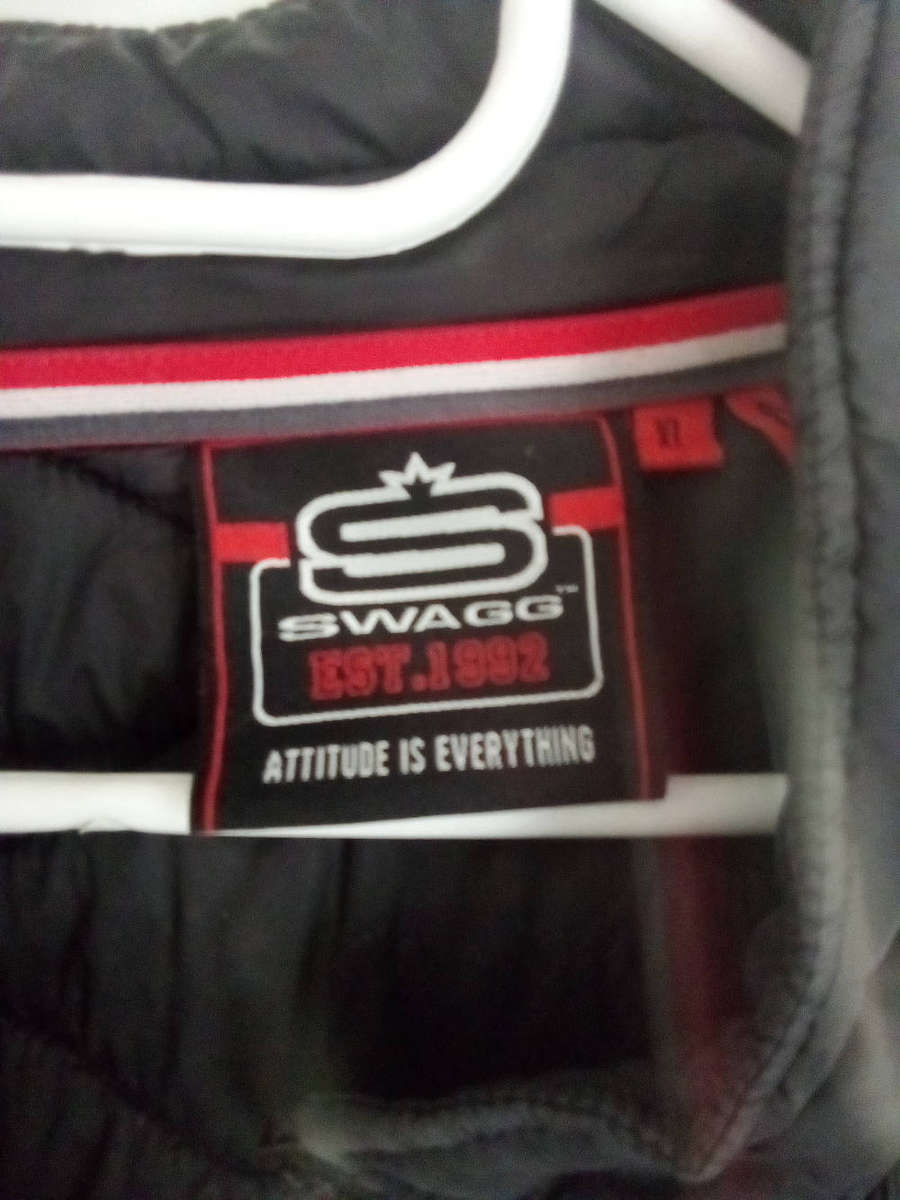 S
SWAGG™
EST.1992
ATTITUDE IS EVERYTHING